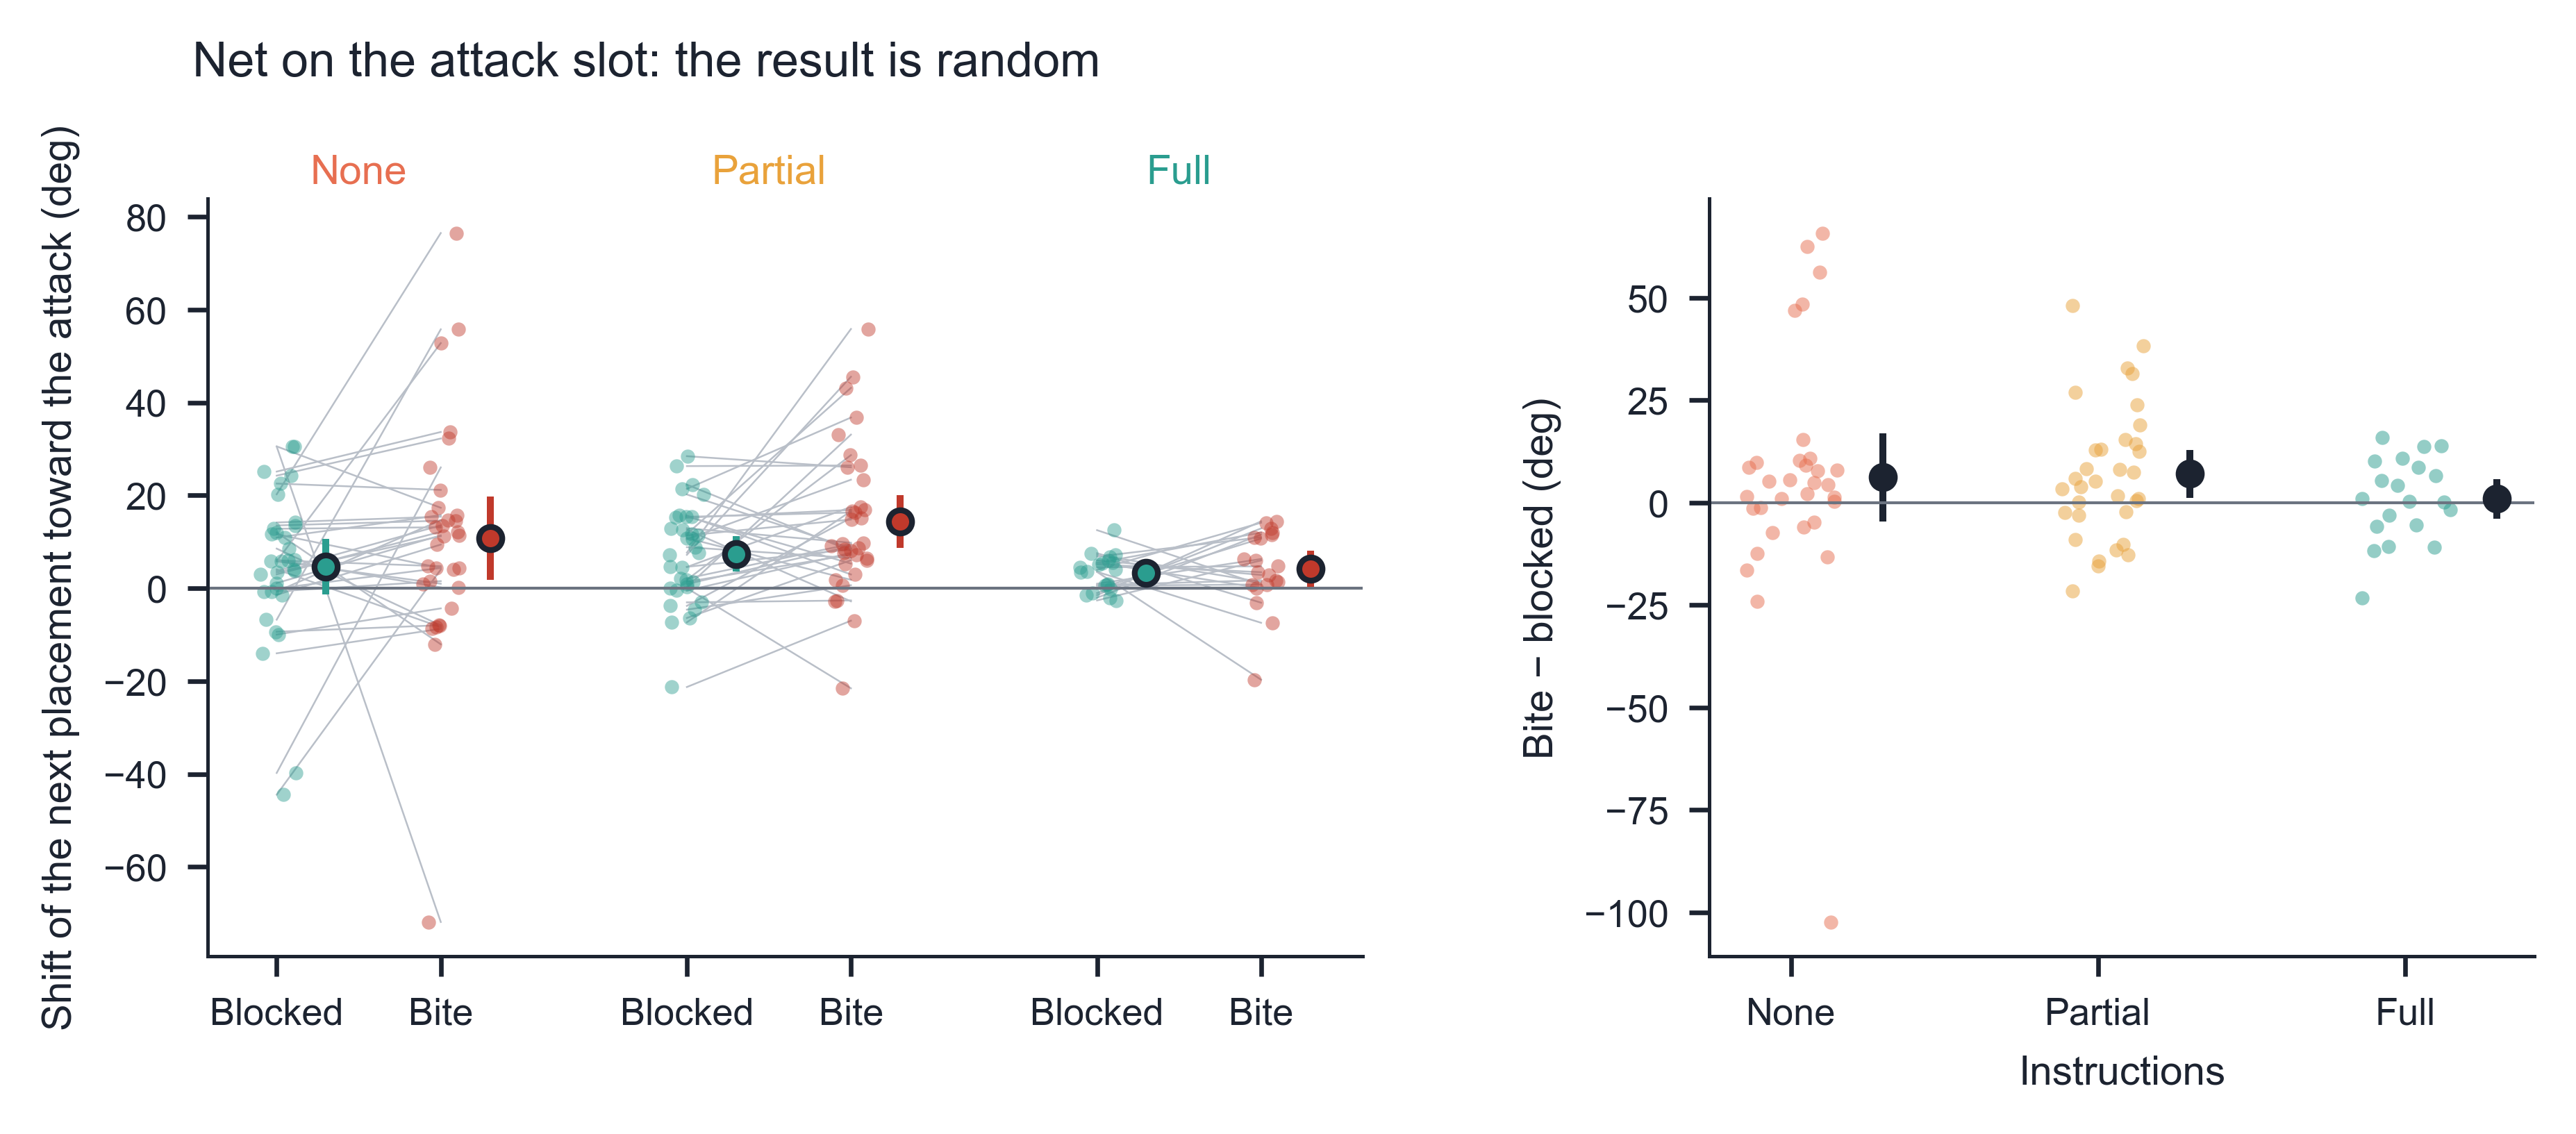 Net on the attack slot: the result is random
None
Partial
Full
Shift of the next placement toward the attack (deg)
80
60
40
20
0
−20
−40
−60
Blocked
Bite
Blocked
Bite
Blocked
Bite
Bite − blocked (deg)
50
25
0
−25
−50
−75
−100
None
Partial
Full
Instructions